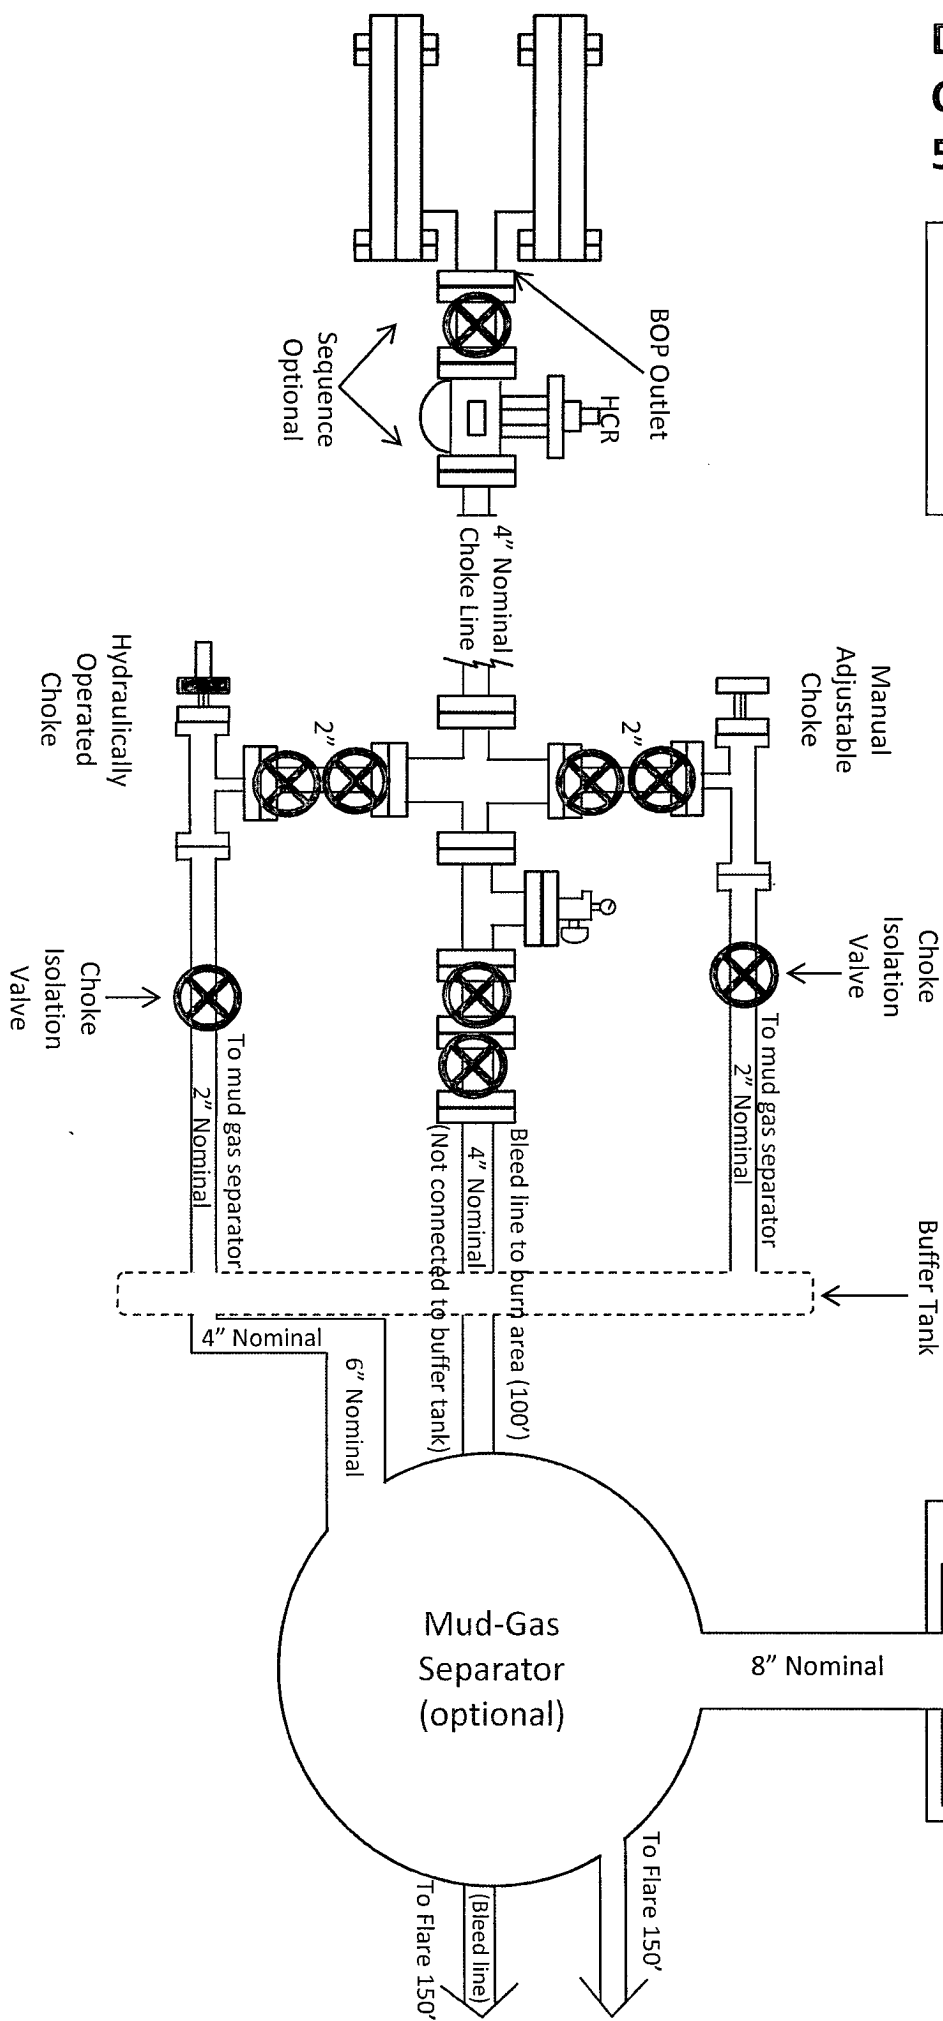 BOP Outlet
HCR
Sequence
Optional
4” Nominal
Choke Line
Manual
Adjustable
Choke
Hydraulically
Operated
Choke
2”
2”
Choke
Isolation
Valve
Choke
Isolation
Valve
To mud gas separator
2” Nominal
To mud gas separator
2” Nominal
Bleed line to burn area (100’)
4” Nominal
(Not connected to buffer tank)
Buffer Tank
4” Nominal
6” Nominal
Mud-Gas
Separator
(optional)
8” Nominal
To Flare 150’
(Bleed line)
To Flare 150’